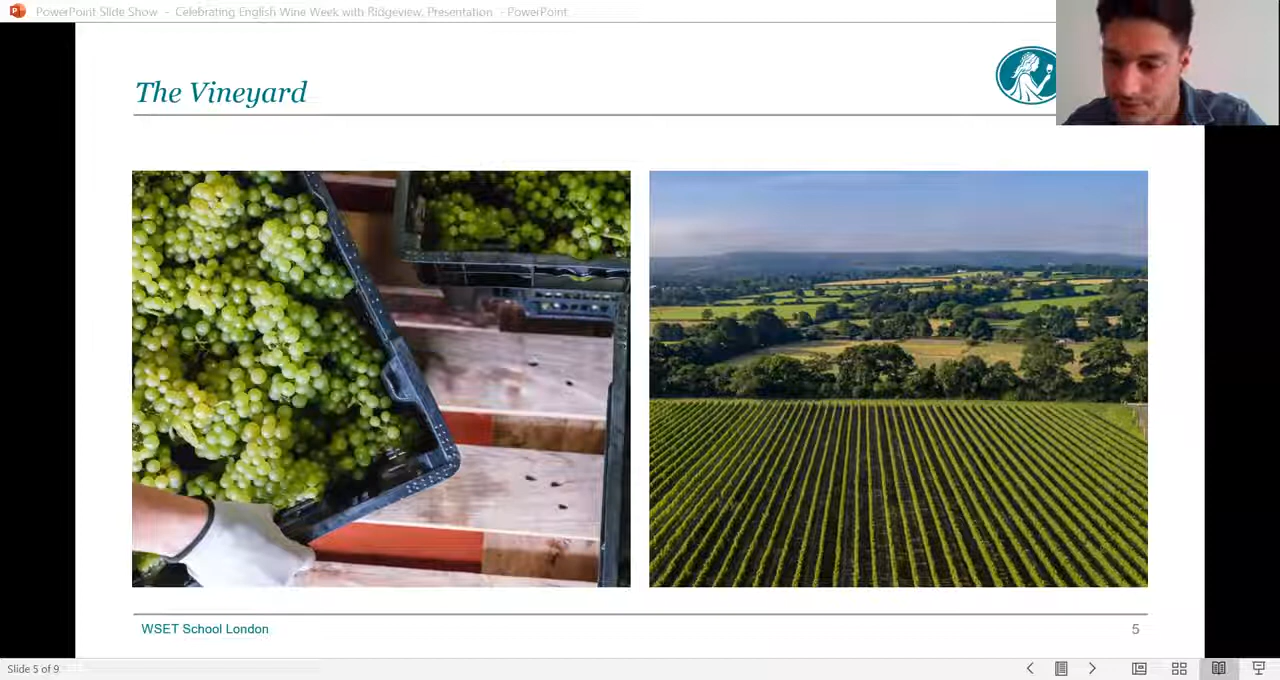 PowerPoint Slide Show - Celebrating English Wine Week with Ridgeview, Presentation - PowerPoint
The Vineyard
WSET School London
5
Slide 5 of 9